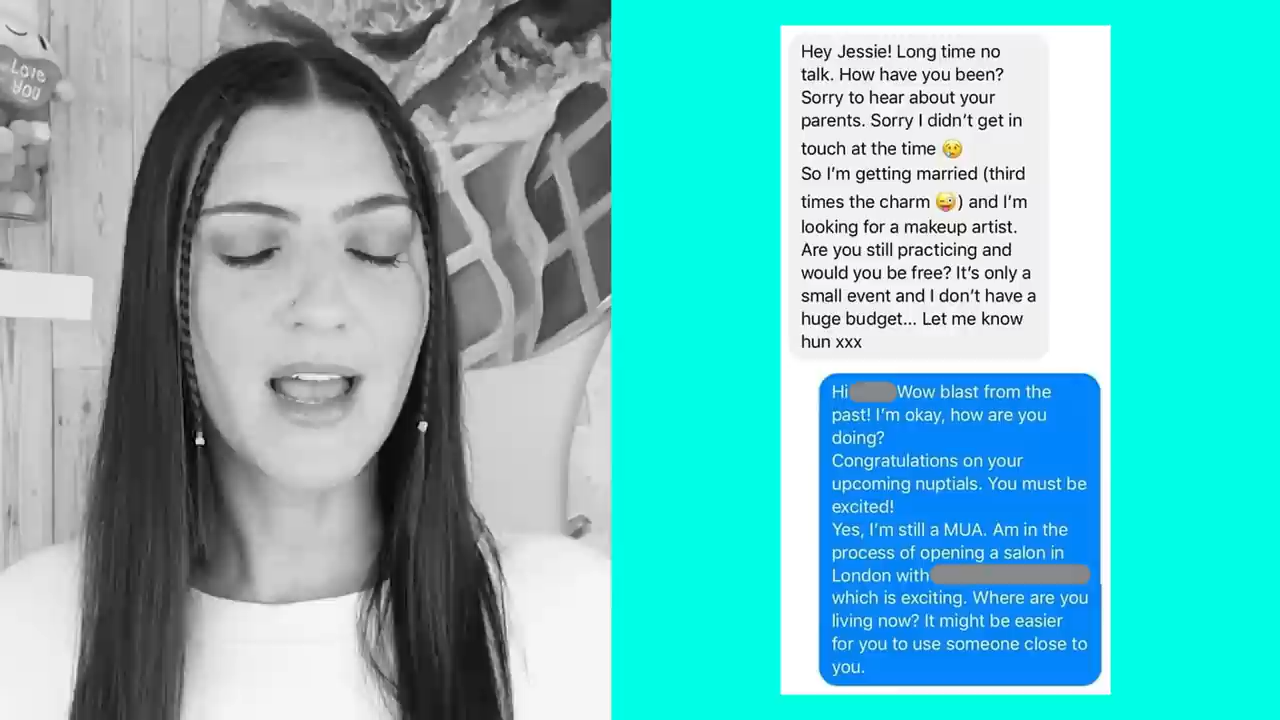 Love
You
Hey Jessie! Long time no
talk. How have you been?
Sorry to hear about your
parents. Sorry I didn't get in
touch at the time 😢
So I'm getting married (third
times the charm 😜) and I'm
looking for a makeup artist.
Are you still practicing and
would you be free? It's only a
small event and I don't have a
huge budget... Let me know
hun xxx
Hi Wow blast from the
past! I'm okay, how are you
doing?
Congratulations on your
upcoming nuptials. You must be
excited!
Yes, I'm still a MUA. Am in the
process of opening a salon in
London with
which is exciting. Where are you
living now? It might be easier
for you to use someone close to
you.